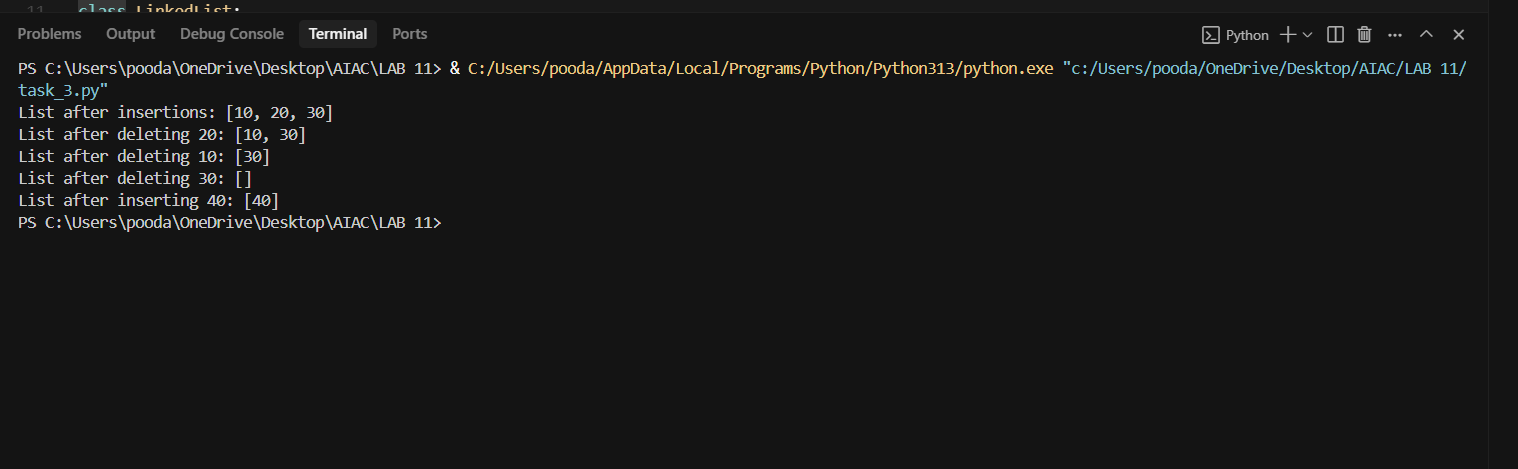 11 class LinkedList:
Problems Output Debug Console Terminal Ports Python
PS C:\Users\pooda\OneDrive\Desktop\AIAC\LAB 11> & C:/Users/pooda/AppData/Local/Programs/Python/Python313/python.exe "c:/Users/pooda/OneDrive/Desktop/AIAC/LAB 11/
task_3.py"
List after insertions: [10, 20, 30]
List after deleting 20: [10, 30]
List after deleting 10: [30]
List after deleting 30: []
List after inserting 40: [40]
PS C:\Users\pooda\OneDrive\Desktop\AIAC\LAB 11>